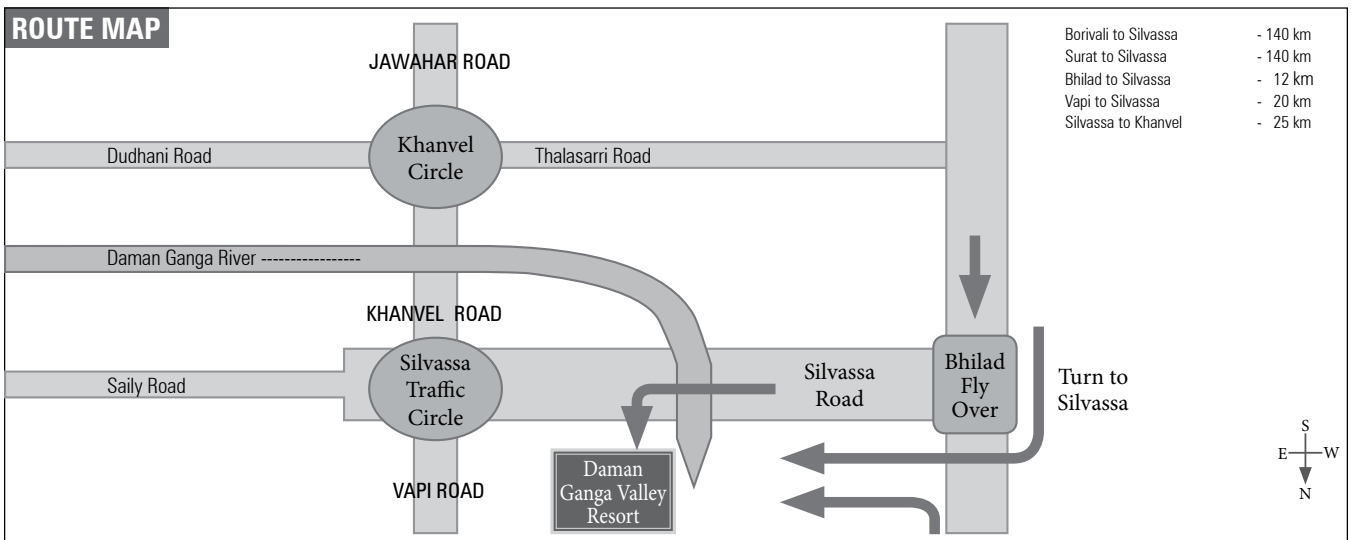 ROUTE MAP
JAWAHAR ROAD
Borivali to Silvassa - 140 km
Surat to Silvassa - 140 km
Bhilad to Silvassa - 12 km
Vapi to Silvassa - 20 km
Silvassa to Khanvel - 25 km
Dudhani Road
Khanvel
Circle
Thalasarri Road
Daman Ganga River -----------------
KHANVEL ROAD
Saily Road
Silvassa
Traffic
Circle
Silvassa
Road
Bhilad
Fly
Over
Turn to
Silvassa
VAPI ROAD
Daman
Ganga Valley
Resort
S
E W
N